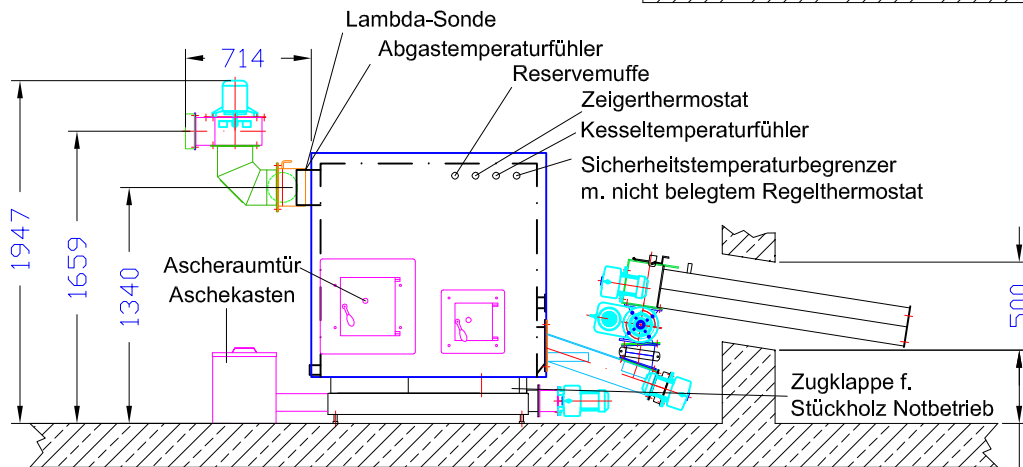 Lambda-Sonde
Abgastemperaturfühler
714
Reservemuffe
Zeigerthermostat
Kesseltemperaturfühler
Sicherheitstemperaturbegrenzer
m. nicht belegtem Regelthermostat
1947
1659
1340
Ascheraumtür
Aschekasten
500
Zugklappe f.
Stückholz Notbetrieb